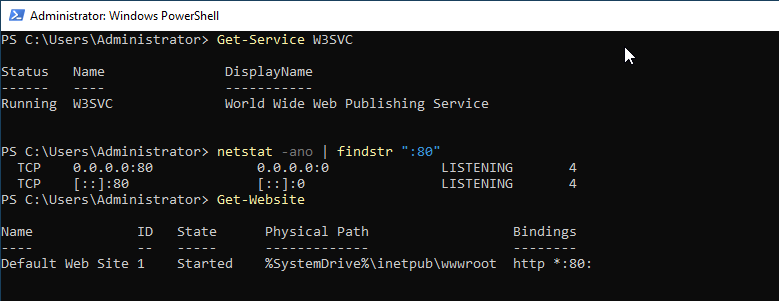 Administrator: Windows PowerShell
PS C:\Users\Administrator> Get-Service W3SVC
Status   Name               DisplayName
------   ----               -----------
Running  W3SVC              World Wide Web Publishing Service
PS C:\Users\Administrator> netstat -ano | findstr ":80"
  TCP    0.0.0.0:80             0.0.0.0:0              LISTENING       4
  TCP    [::]:80                [::]:0                 LISTENING       4
PS C:\Users\Administrator> Get-Website
Name             ID   State      Physical Path                  Bindings
----             --   -----      -------------                  --------
Default Web Site 1    Started    %SystemDrive%\inetpub\wwwroot  http *:80: